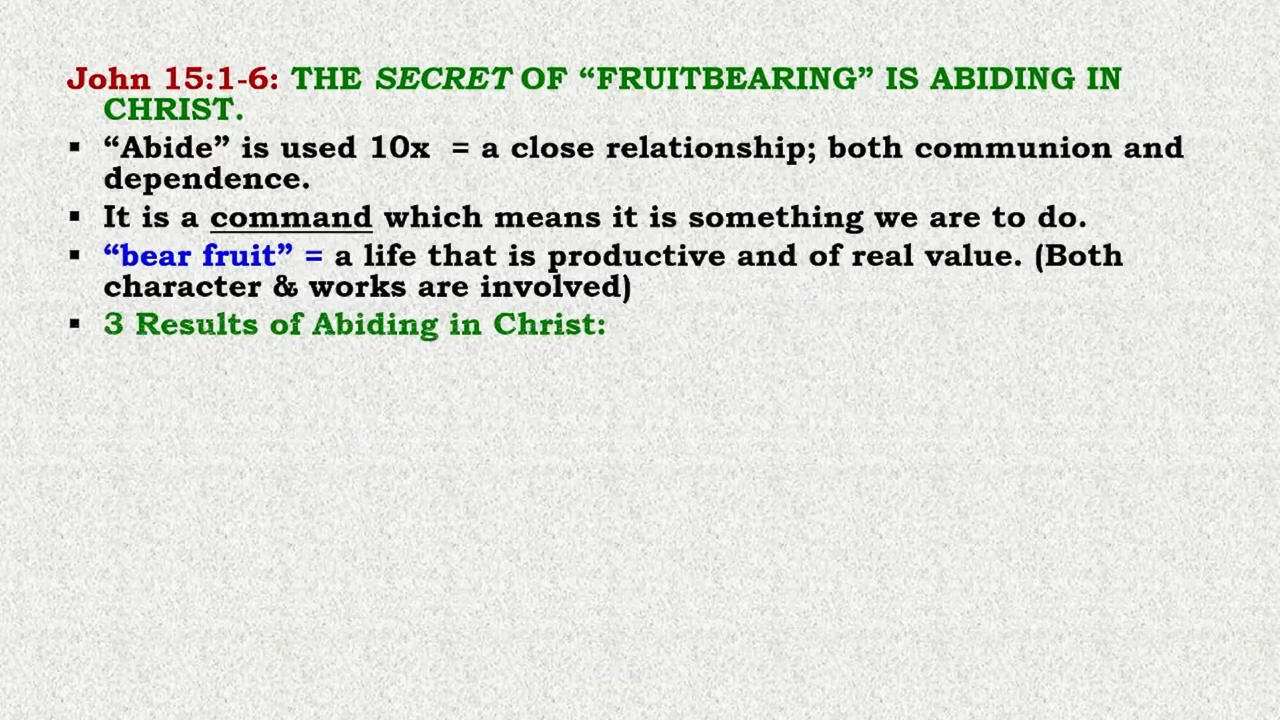 John 15:1-6: THE SECRET OF “FRUITBEARING” IS ABIDING IN
CHRIST.
▪ “Abide” is used 10x = a close relationship; both communion and
dependence.
▪ It is a command which means it is something we are to do.
▪ “bear fruit” = a life that is productive and of real value. (Both
character & works are involved)
▪ 3 Results of Abiding in Christ: